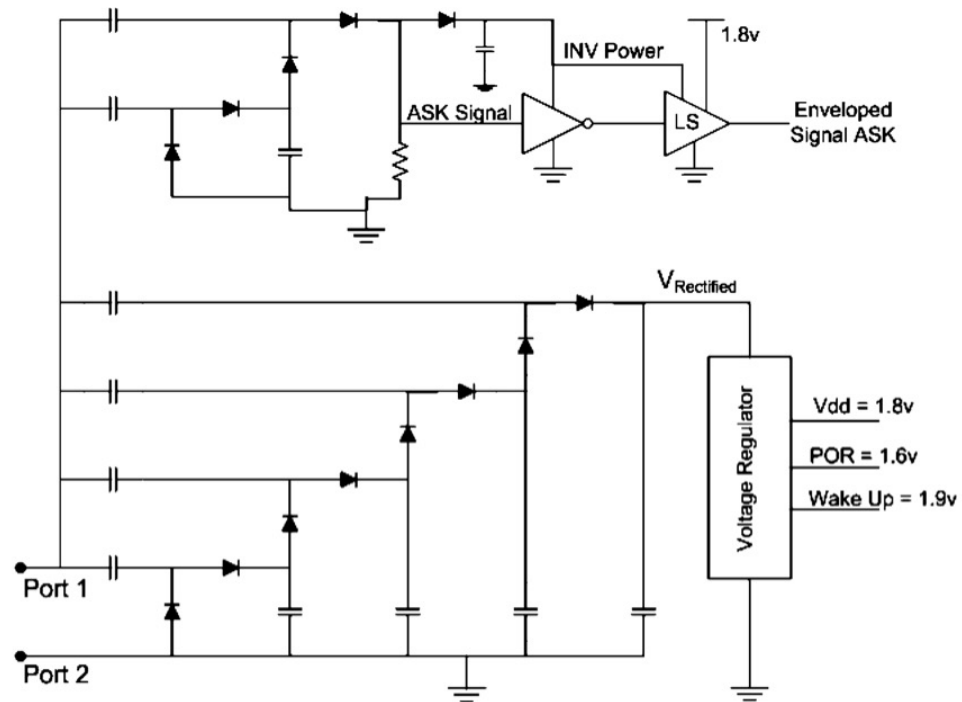 1.8v
INV Power
ASK Signal
LS
Enveloped
Signal ASK
VRectified
Voltage Regulator
Vdd = 1.8v
POR = 1.6v
Wake Up = 1.9v
Port 1
Port 2